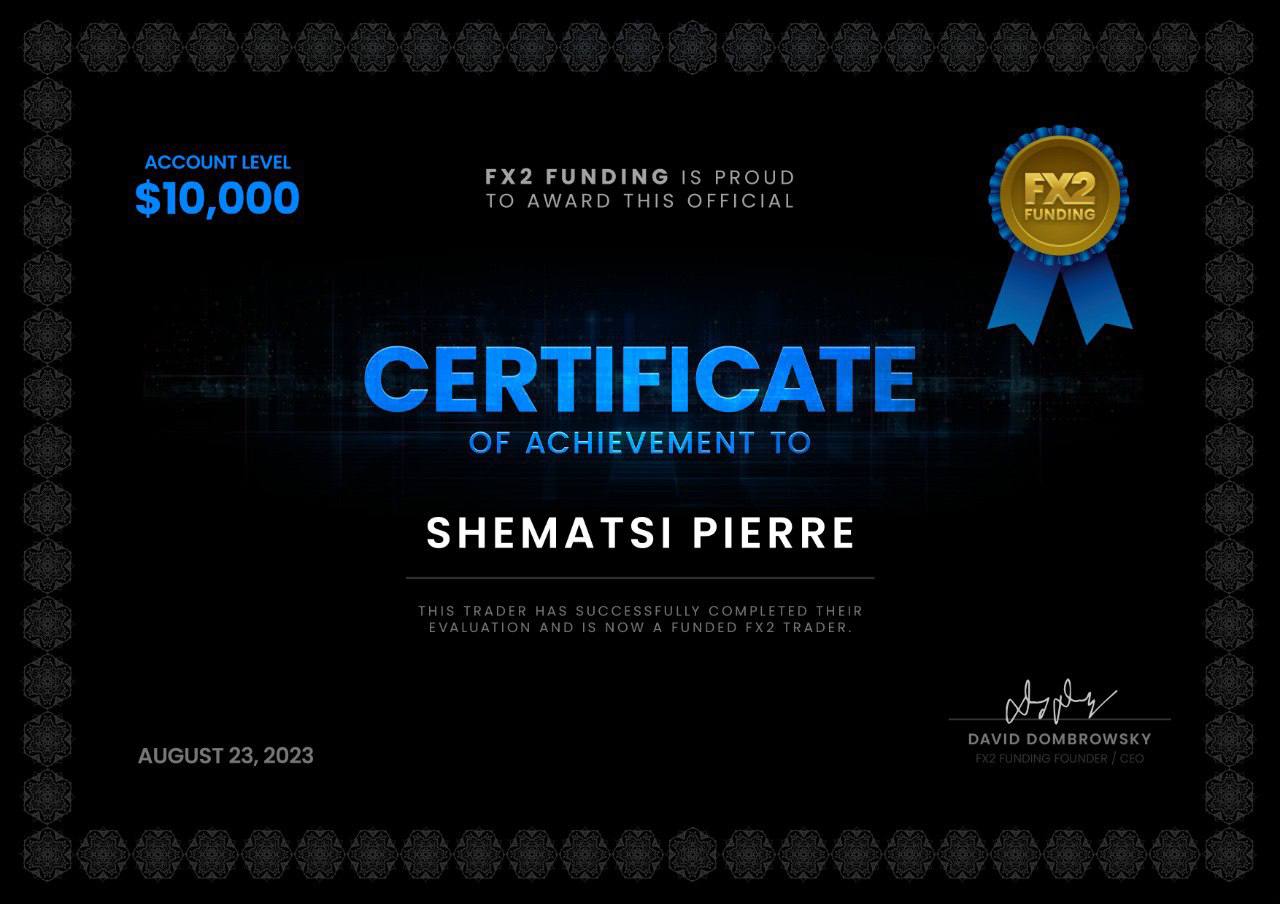 ACCOUNT LEVEL
$10,000
FX2 FUNDING IS PROUD
TO AWARD THIS OFFICIAL
FX2
FUNDING
CERTIFICATE
OF ACHIEVEMENT TO
SHEMATSI PIERRE
THIS TRADER HAS SUCCESSFULLY COMPLETED THEIR
EVALUATION AND IS NOW A FUNDED FX2 TRADER.
AUGUST 23, 2023
DAVID DOMBROWSKY
FX2 FUNDING FOUNDER / CEO